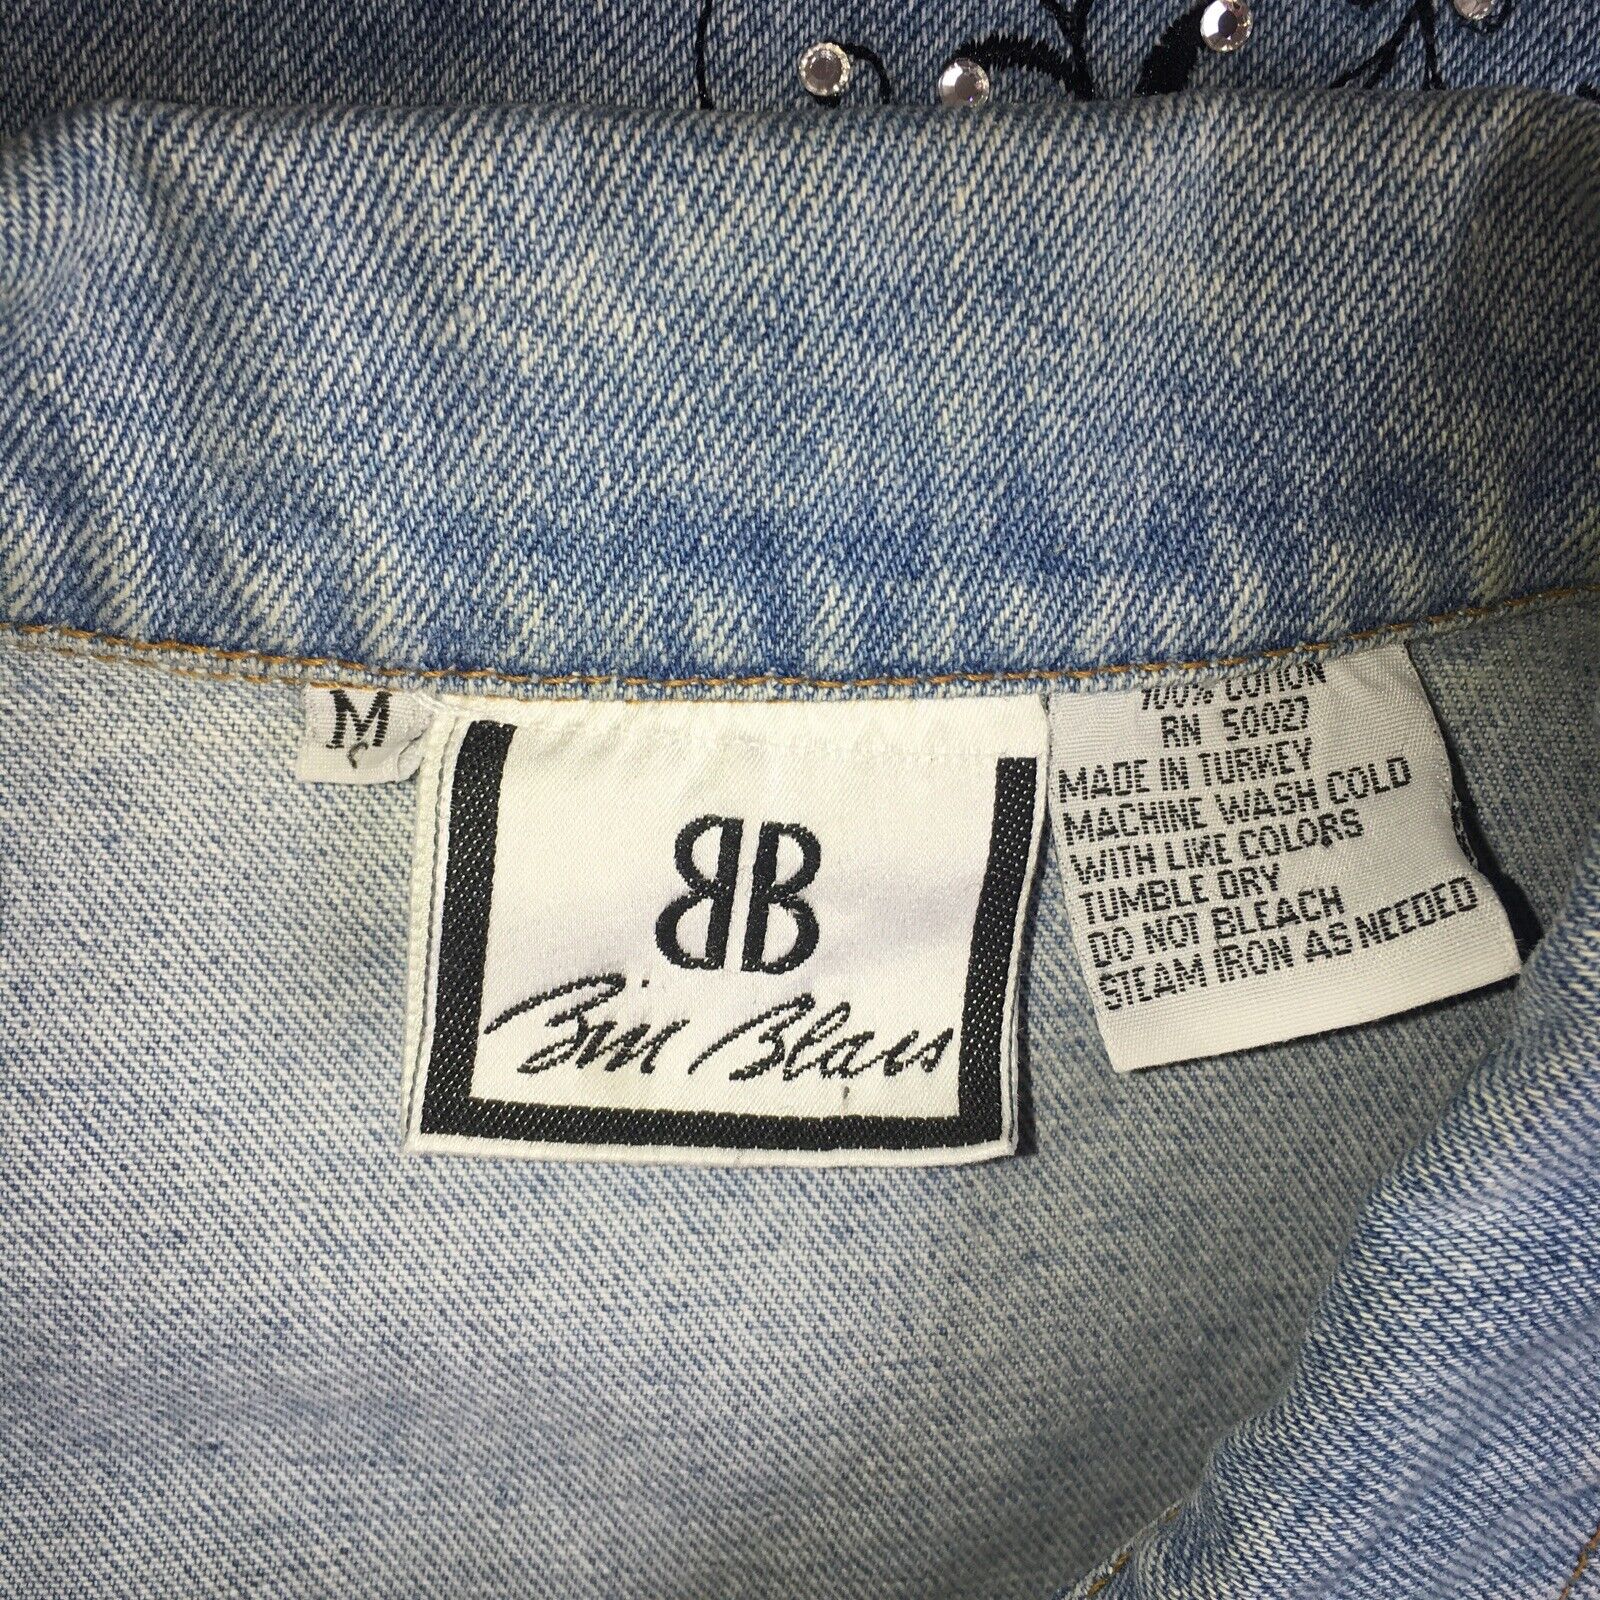 M
BB
Bill Blass
100% COTTON
RN 50027
MADE IN TURKEY
MACHINE WASH COLD
WITH LIKE COLORS
TUMBLE DRY
DO NOT BLEACH
STEAM IRON AS NEEDED